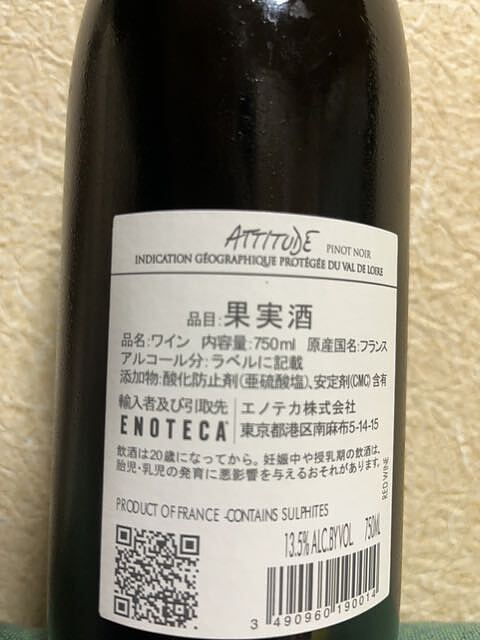 ATTITUDE PINOT NOIR
INDICATION GÉOGRAPHIQUE PROTÉGÉE DU VAL DE LOIRE
品目:果実酒
品名:ワイン 内容量:750ml 原産国名:フランス
アルコール分:ラベルに記載
添加物:酸化防止剤(亜硫酸塩)、安定剤(CMC)含有
輸入者及び引取先 エノテカ株式会社
ENOTECA 東京都港区南麻布5-14-15
飲酒は20歳になってから。妊娠中や授乳期の飲酒は、
胎児・乳児の発育に悪影響を与えるおそれがあります。
RED WINE
PRODUCT OF FRANCE -CONTAINS SULPHITES
13.5% ALC.BY VOL. 750ML
3 490960 190014